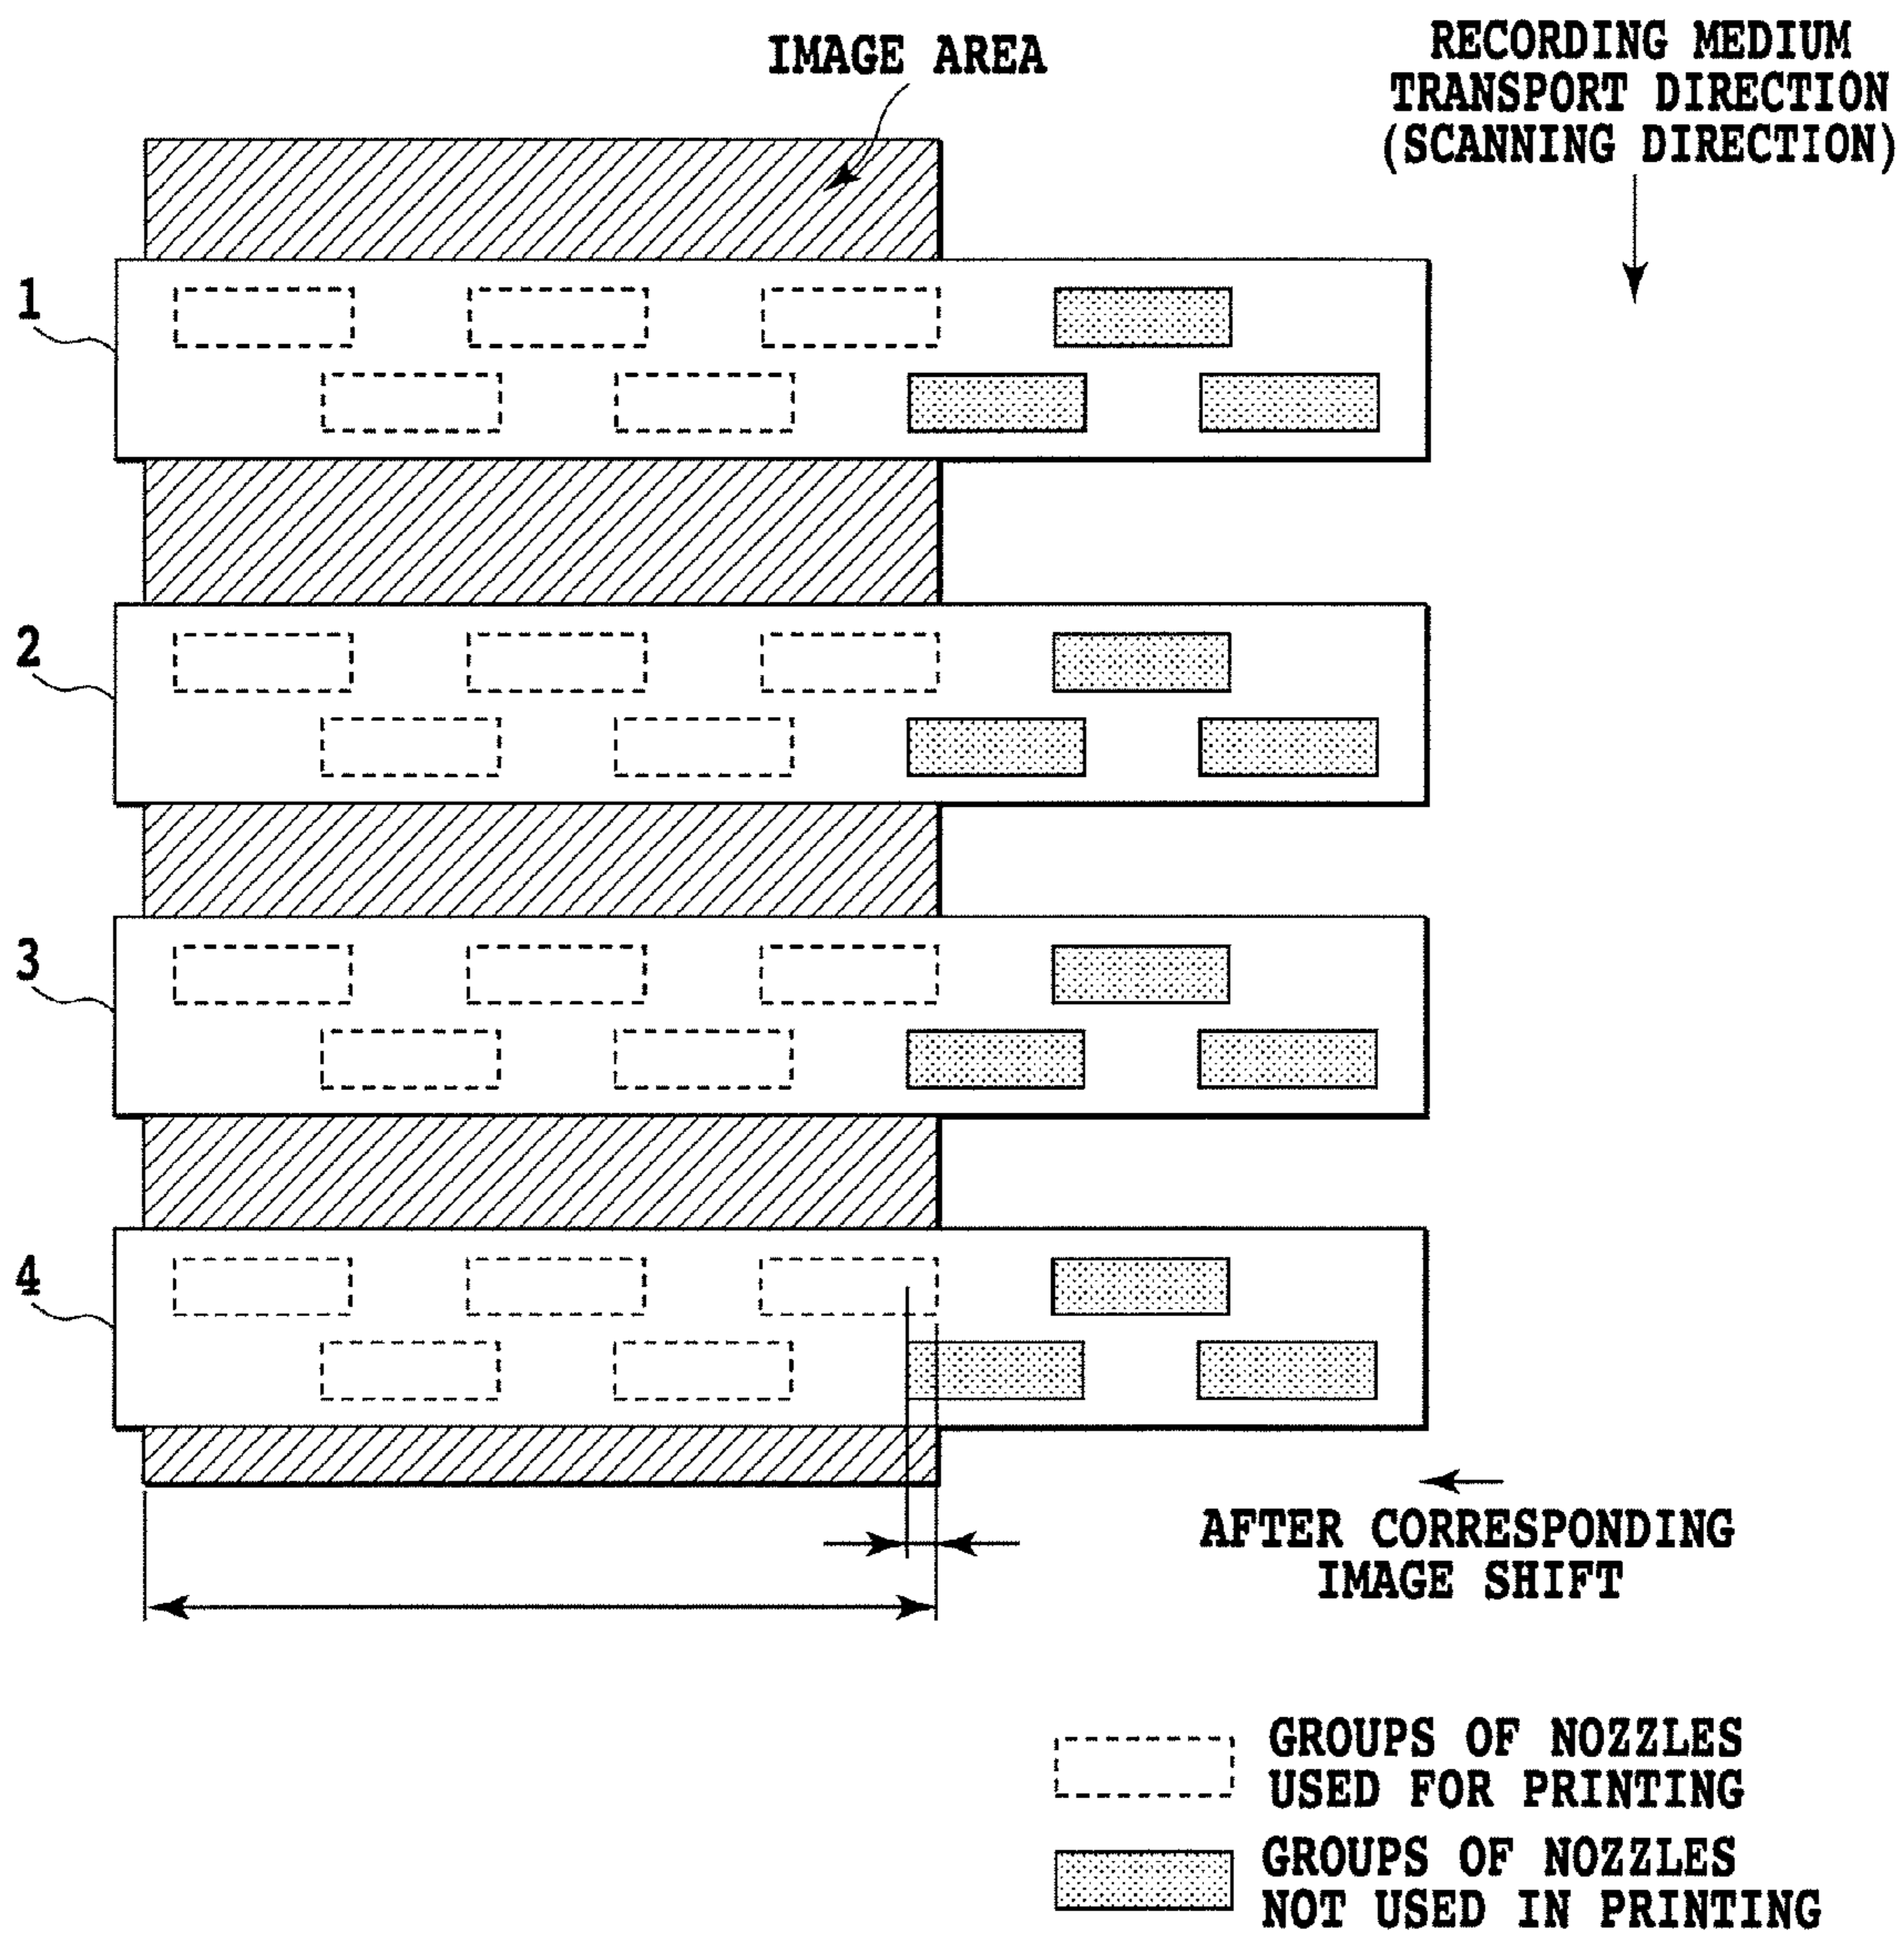 IMAGE AREA
RECORDING MEDIUM
TRANSPORT DIRECTION
(SCANNING DIRECTION)
1
2
3
4
AFTER CORRESPONDING
IMAGE SHIFT
GROUPS OF NOZZLES
USED FOR PRINTING
GROUPS OF NOZZLES
NOT USED IN PRINTING